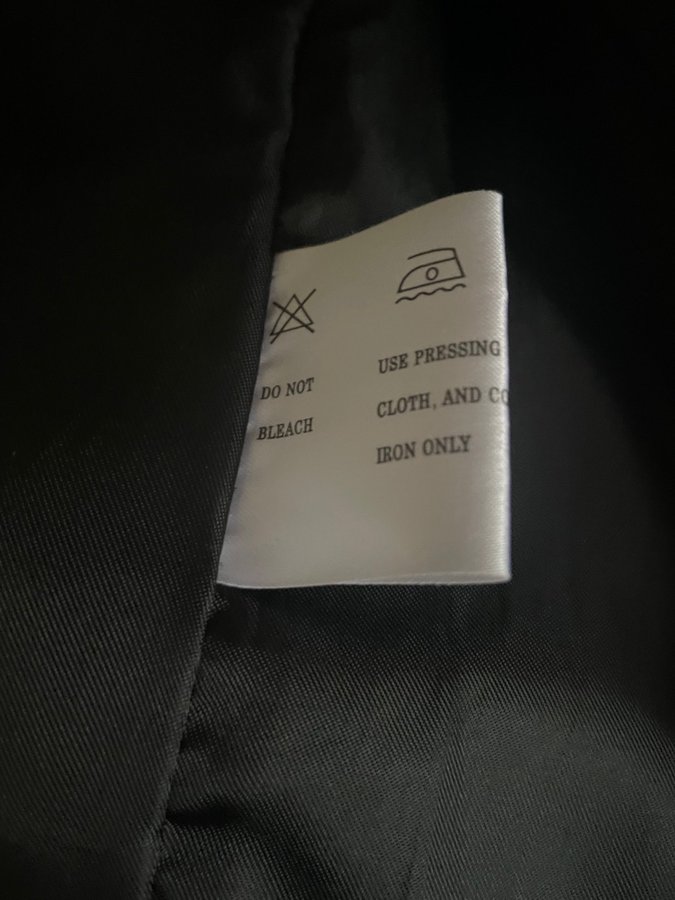 DO NOT
BLEACH
USE PRESSING
CLOTH, AND
IRON ONLY